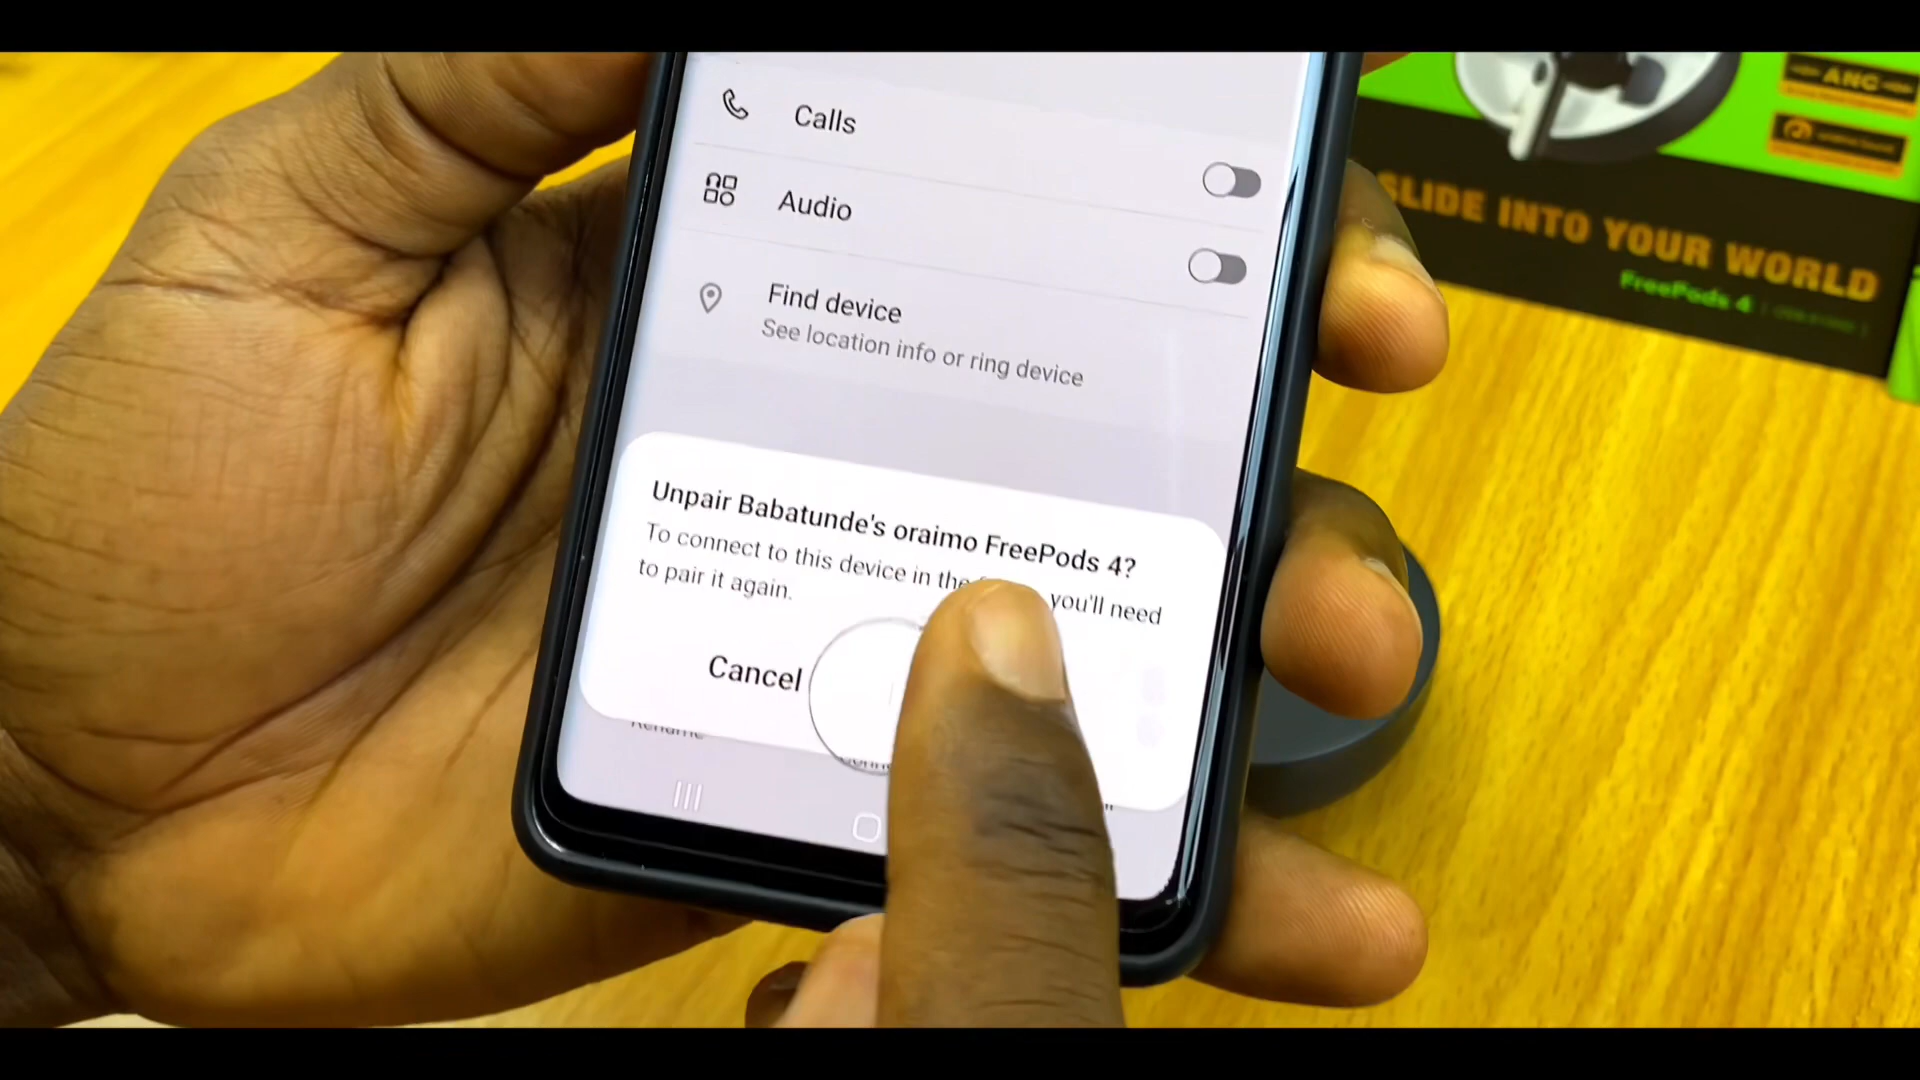 Calls
Audio
Find device
See location info or ring device
Unpair Babatunde's oraimo FreePods 4?
To connect to this device in the you'll need
to pair it again.
Cancel
Rename
ANC
SLIDE INTO YOUR WORLD
FreePods 4